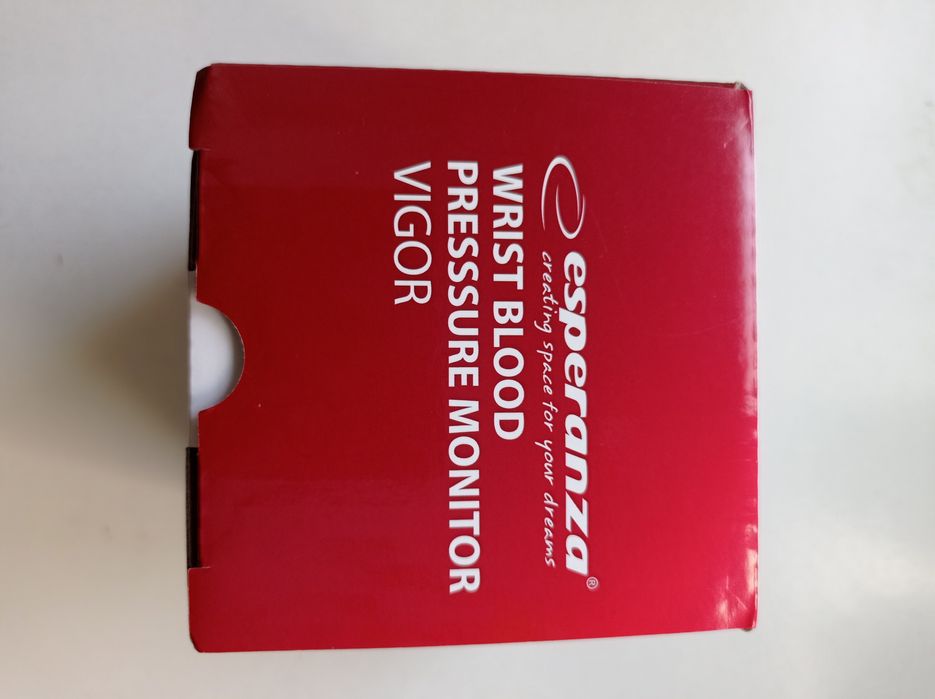 esperanza®
creating space for your dreams
WRIST BLOOD
PRESSSURE MONITOR
VIGOR